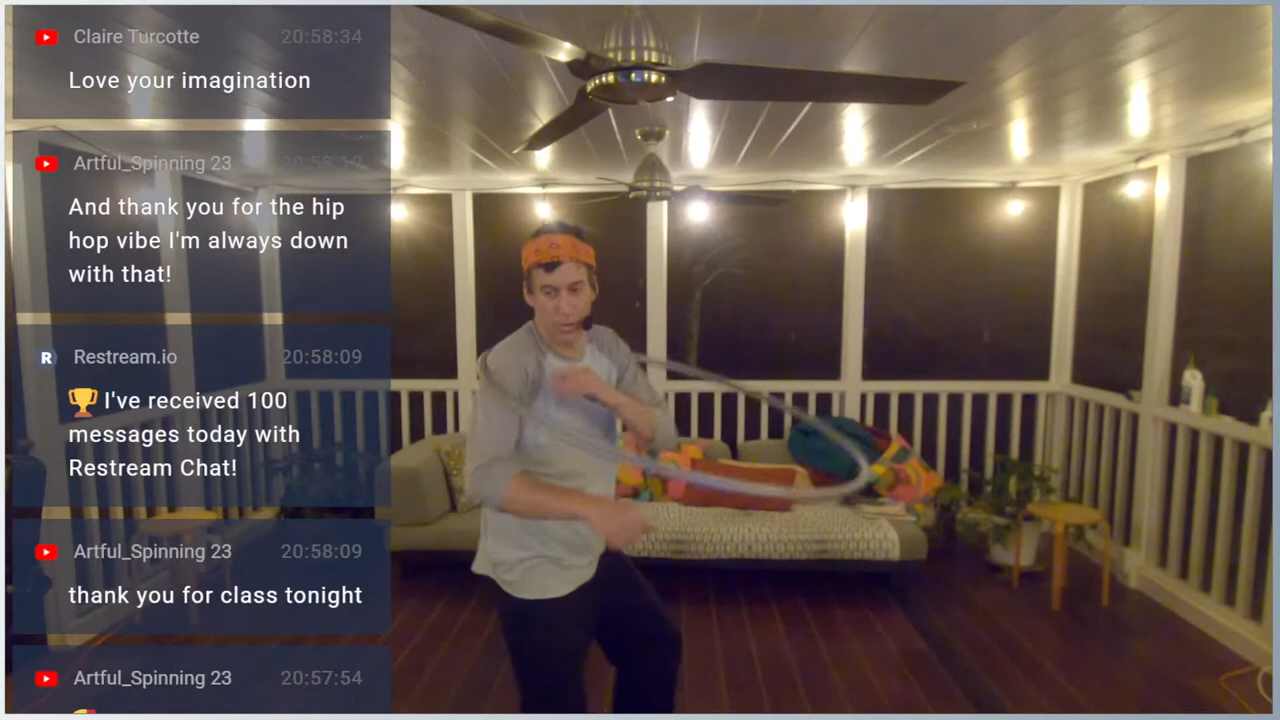 Claire Turcotte 20:58:34
Love your imagination
Artful_Spinning 23
And thank you for the hip
hop vibe I'm always down
with that!
R Restream.io 20:58:09
🏆 I've received 100
messages today with
Restream Chat!
Artful_Spinning 23 20:58:09
thank you for class tonight
Artful_Spinning 23 20:57:54